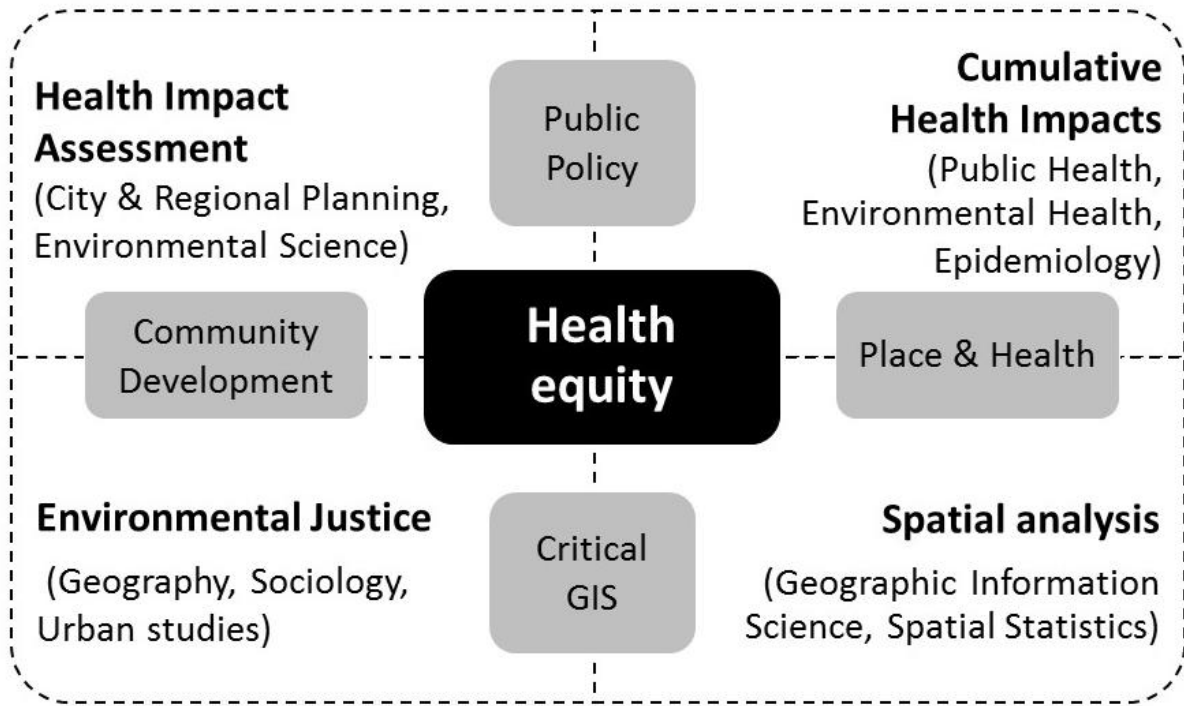 Health Impact
Assessment
(City & Regional Planning,
Environmental Science)
Public
Policy
Cumulative
Health Impacts
(Public Health,
Environmental Health,
Epidemiology)
Community
Development
Health
equity
Place & Health
Environmental Justice
(Geography, Sociology,
Urban studies)
Critical
GIS
Spatial analysis
(Geographic Information
Science, Spatial Statistics)